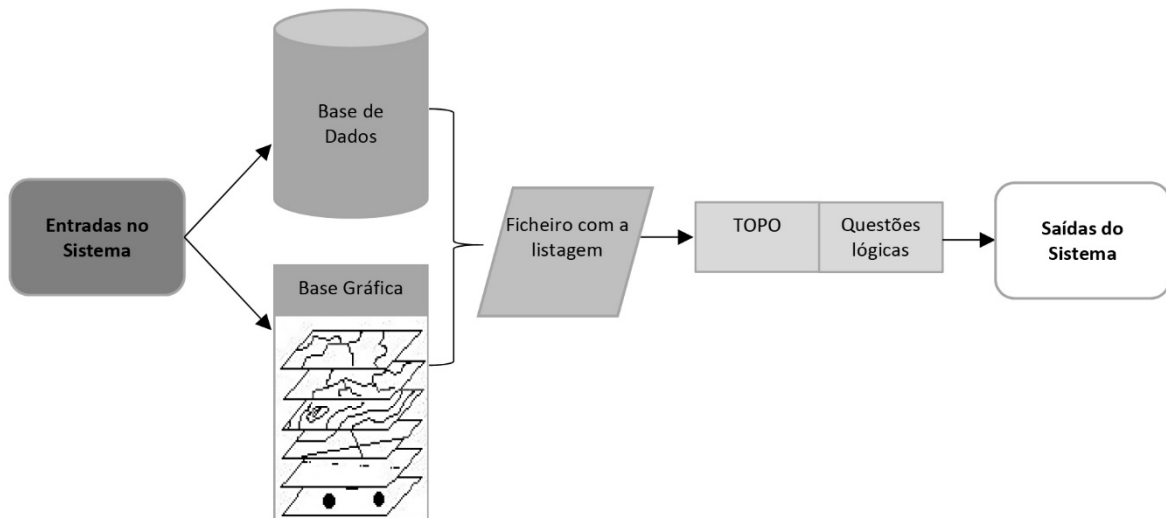 Entradas no
Sistema
Base de
Dados
Base Gráfica
Ficheiro com a
listagem
TOPO
Questões
lógicas
Saídas do
Sistema